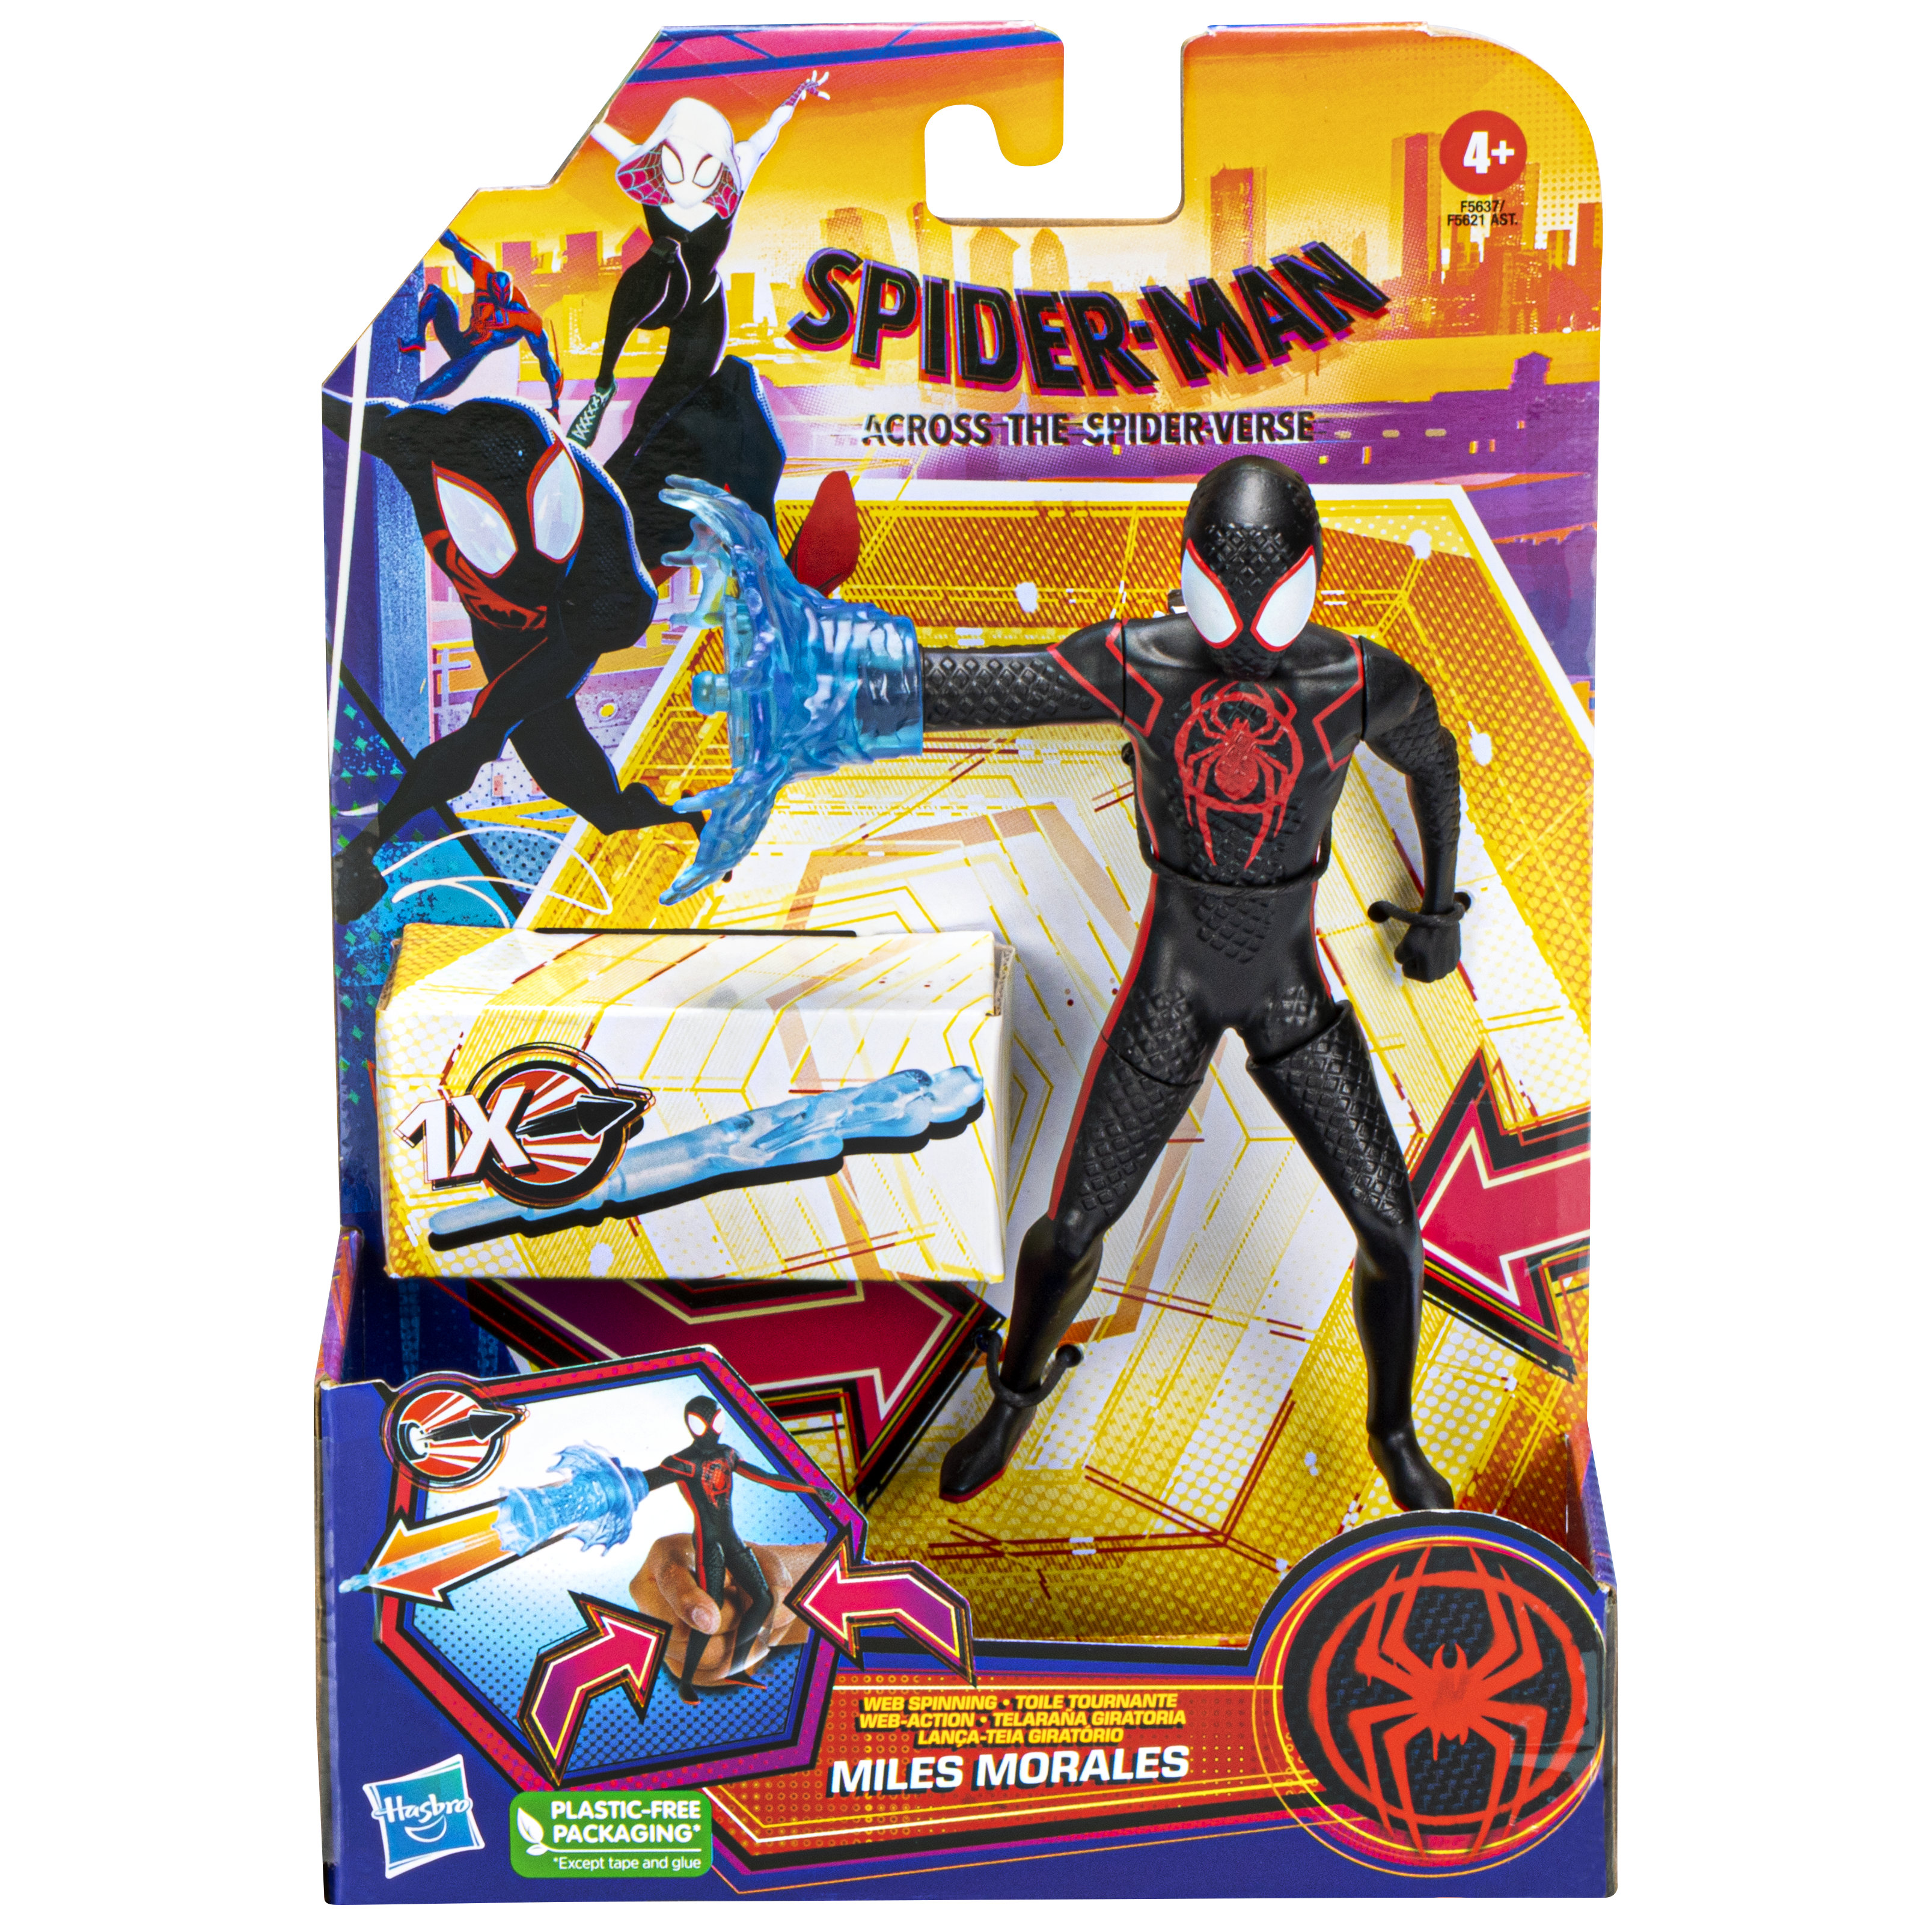 4+
F5637/
F5621 AST.
SPIDER-MAN
ACROSS THE SPIDER-VERSE
1X
WEB SPINNING • TOILE TOURNANTE
WEB-ACTION • TELARAÑA GIRATORIA
LANÇA-TEIA GIRATÓRIO
MILES MORALES
Hasbro
PLASTIC-FREE
PACKAGING*
*Except tape and glue